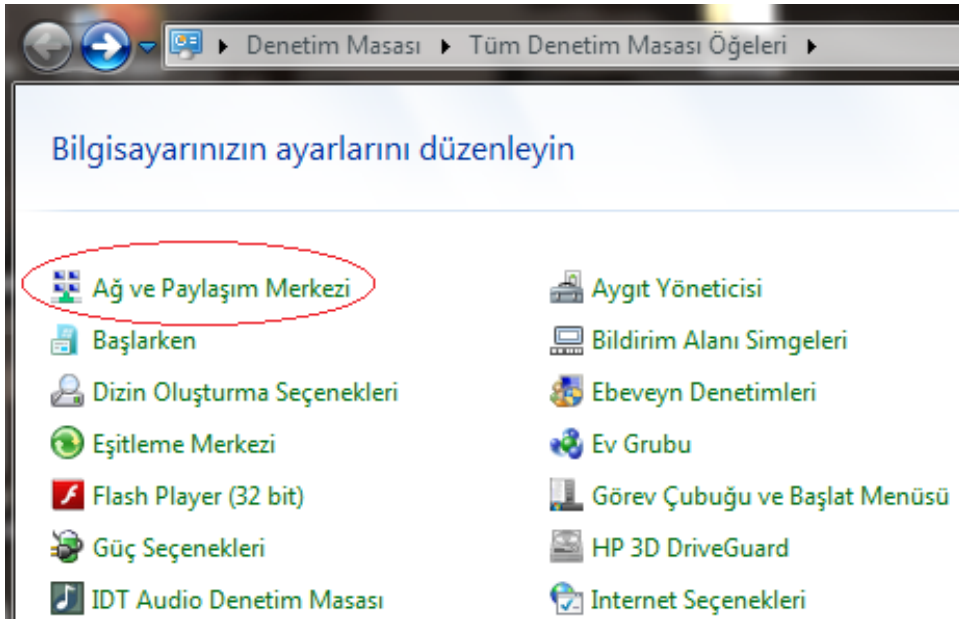 Denetim Masası Tüm Denetim Masası Öğeleri
Bilgisayarınızın ayarlarını düzenleyin
Ağ ve Paylaşım Merkezi
Aygıt Yöneticisi
Başlarken
Bildirim Alanı Simgeleri
Dizin Oluşturma Seçenekleri
Ebeveyn Denetimleri
Eşitleme Merkezi
Ev Grubu
Flash Player (32 bit)
Görev Çubuğu ve Başlat Menüsü
Güç Seçenekleri
HP 3D DriveGuard
IDT Audio Denetim Masası
Internet Seçenekleri